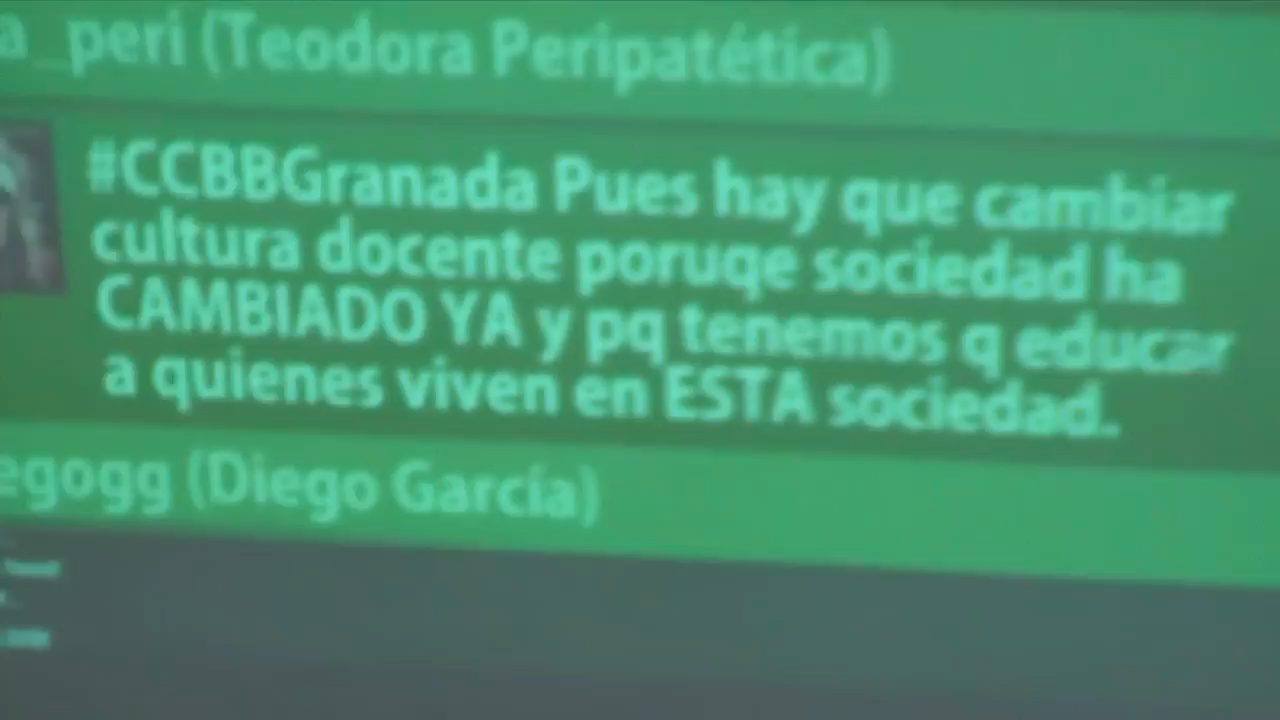 a_peri (Teodora Peripatética)
#CCBBGranada Pues hay que cambiar
cultura docente poruqe sociedad ha
CAMBIADO YA y pq tenemos q educar
a quienes viven en ESTA sociedad.
egogg (Diego García)